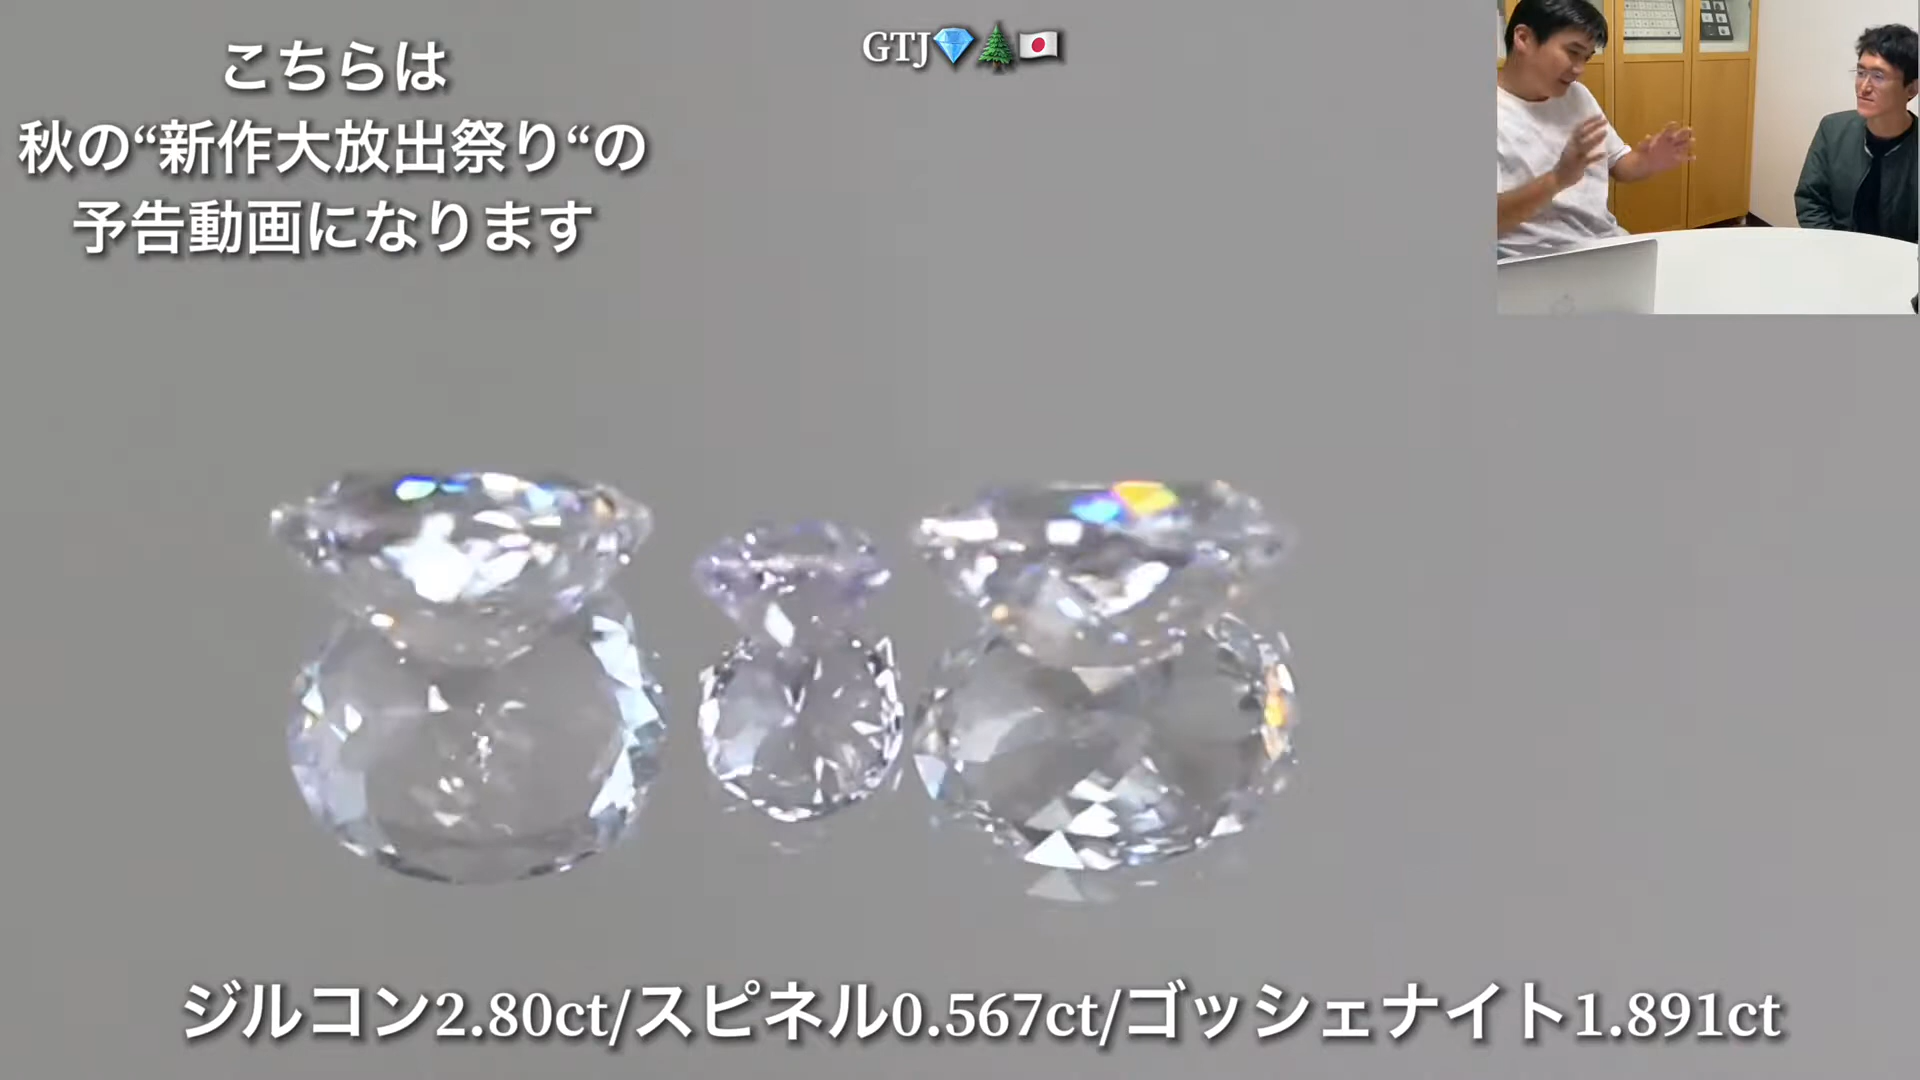 こちらは
秋の“新作大放出祭り“の
予告動画になります
GTJ💎🌲🇯🇵
ジルコン2.80ct/スピネル0.567ct/ゴッシェナイト1.891ct